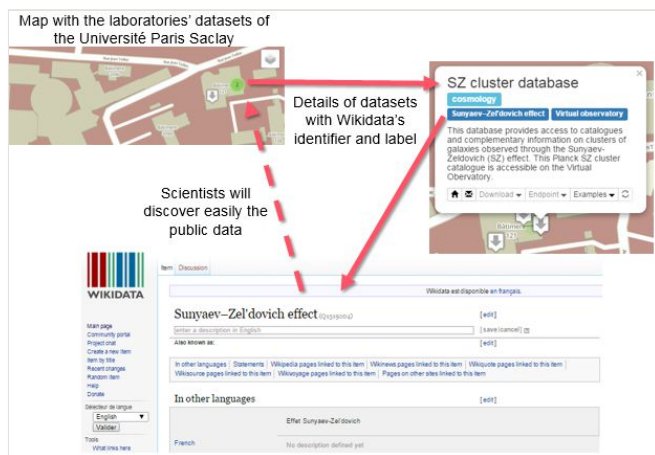 Map with the laboratories' datasets of
the Université Paris Saclay
2
Details of datasets
with Wikidata's
identifier and label
Scientists will
discover easily the
public data
×
SZ cluster database
cosmology
Sunyaev–Zel'dovich effect Virtual observatory
This database provides access to catalogues
and complementary information on clusters of
galaxies observed through the Sunyaev-
Zeldovich (SZ) effect. This Planck SZ cluster
catalogue is accessible on the Virtual
Obervatory.
Download Endpoint Examples
WIKIDATA
Main page
Community portal
Project chat
Create a new item
Item by title
Recent changes
Random item
Help
Donate
Sélecteur de langue
English
Valider
Tools
What links here
Item Discussion
Wikidata est disponible en français.
Sunyaev–Zel'dovich effect
[edit]
enter a description in English
[save|cancel]
Also known as:
[edit]
In other languages Statements Wikipedia pages linked to this item Wikinews pages linked to this item Wikiquote pages linked to this item
Wikisource pages linked to this item Wikivoyage pages linked to this item Pages on other sites linked to this item
In other languages
[edit]
Effet Sunyaev-Zel'dovich
French
No description defined yet